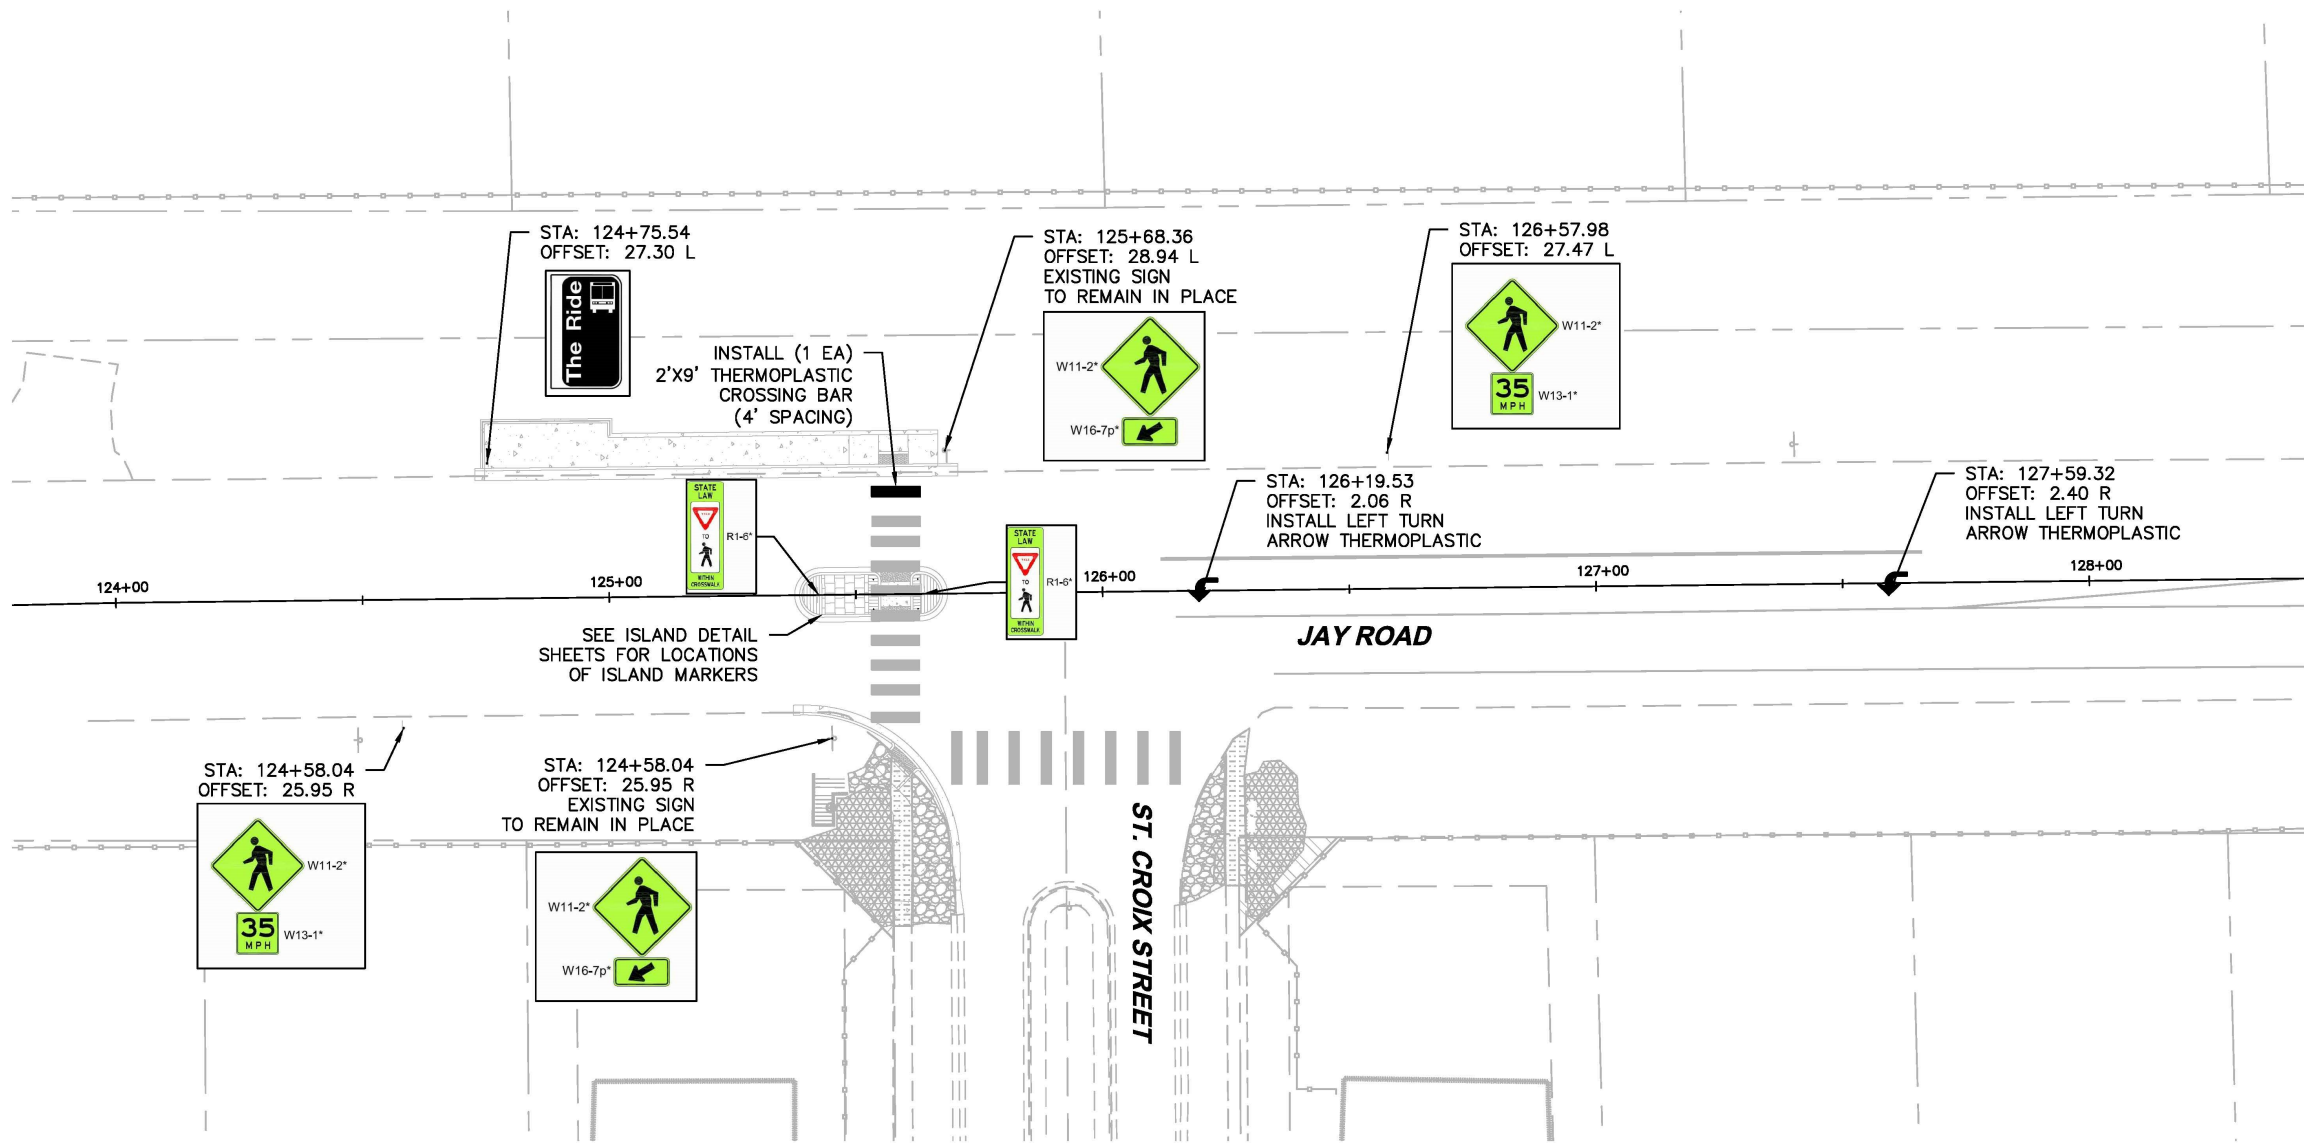 STA: 124+75.54
OFFSET: 27.30 L
The Ride
STA: 125+68.36
OFFSET: 28.94 L
EXISTING SIGN
TO REMAIN IN PLACE
W11-2*
W16-7p*
STA: 126+57.98
OFFSET: 27.47 L
W11-2*
35
MPH
W13-1*
INSTALL (1 EA)
2'X9' THERMOPLASTIC
CROSSING BAR
(4' SPACING)
STATE
LAW
TO
WITHIN
CROSSWALK
R1-6*
STATE
LAW
TO
WITHIN
CROSSWALK
R1-6*
STA: 126+19.53
OFFSET: 2.06 R
INSTALL LEFT TURN
ARROW THERMOPLASTIC
STA: 127+59.32
OFFSET: 2.40 R
INSTALL LEFT TURN
ARROW THERMOPLASTIC
124+00
125+00
126+00
127+00
128+00
JAY ROAD
SEE ISLAND DETAIL
SHEETS FOR LOCATIONS
OF ISLAND MARKERS
STA: 124+58.04
OFFSET: 25.95 R
W11-2*
35
MPH
W13-1*
STA: 124+58.04
OFFSET: 25.95 R
EXISTING SIGN
TO REMAIN IN PLACE
W11-2*
W16-7p*
ST. CROIX STREET